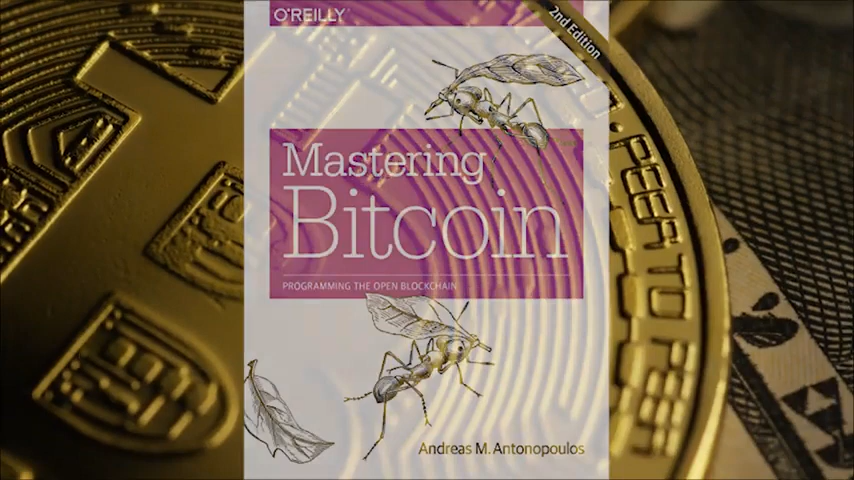 O'REILLY®
2nd Edition
Mastering
Bitcoin
PROGRAMMING THE OPEN BLOCKCHAIN
PEER TO PEER
Andreas M. Antonopoulos